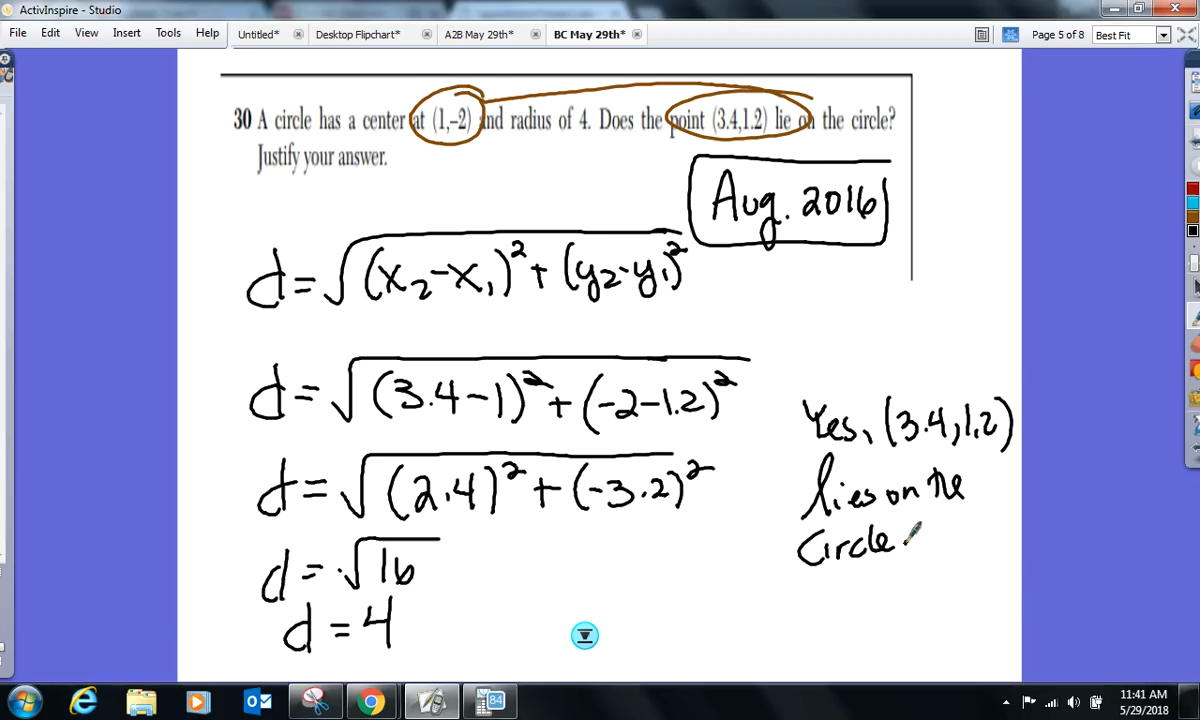 ActivInspire - Studio
File Edit View Insert Tools Help
Untitled* Desktop Flipchart* A2B May 29th* BC May 29th*
Page 5 of 8 Best Fit
30 A circle has a center at (1,–2) and radius of 4. Does the point (3.4,1.2) lie on the circle?
Justify your answer.
Aug. 2016
d = √(x₂-x₁)² + (y₂-y₁)²
d = √(3.4-1)² + (-2-1.2)²
d = √(2.4)² + (-3.2)²
d = √16
d = 4
Yes, (3.4,1.2)
lies on the
circle
84
11:41 AM
5/29/2018